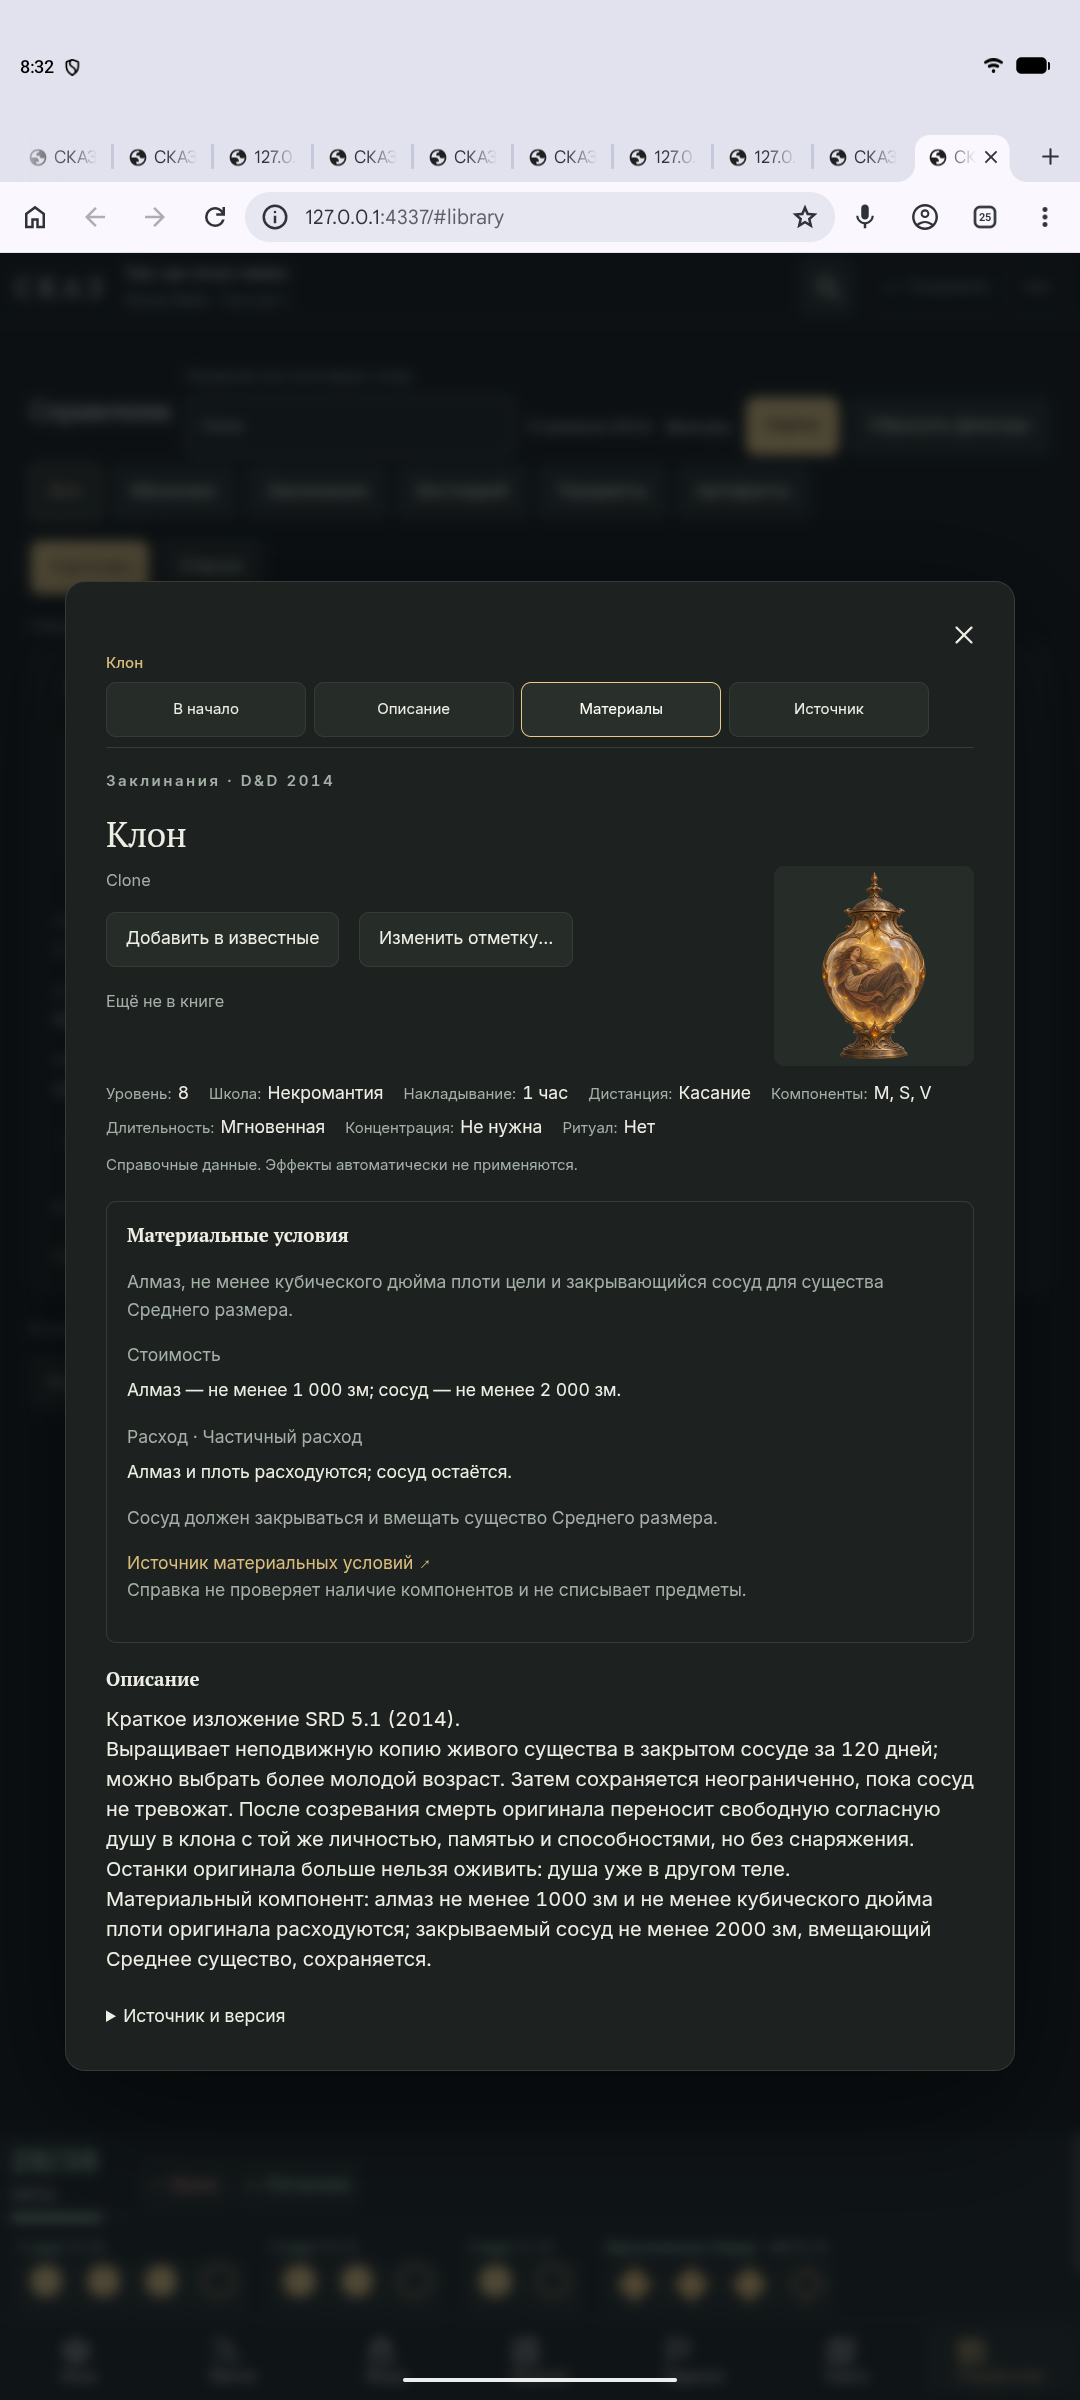 8:32
СКАЗ
СКАЗ
127.0.
СКАЗ
СКАЗ
СКАЗ
127.0.
127.0.
СКАЗ
СК
127.0.0.1:4337/#library
25
СКАЗ
Справочник
Клон
В начало
Описание
Материалы
Источник
Заклинания · D&D 2014
Клон
Clone
Добавить в известные
Изменить отметку...
Ещё не в книге
Уровень: 8 Школа: Некромантия Накладывание: 1 час Дистанция: Касание Компоненты: M, S, V
Длительность: Мгновенная Концентрация: Не нужна Ритуал: Нет
Справочные данные. Эффекты автоматически не применяются.
Материальные условия
Алмаз, не менее кубического дюйма плоти цели и закрывающийся сосуд для существа
Среднего размера.
Стоимость
Алмаз — не менее 1 000 зм; сосуд — не менее 2 000 зм.
Расход · Частичный расход
Алмаз и плоть расходуются; сосуд остаётся.
Сосуд должен закрываться и вмещать существо Среднего размера.
Источник материальных условий ↗
Справка не проверяет наличие компонентов и не списывает предметы.
Описание
Краткое изложение SRD 5.1 (2014).
Выращивает неподвижную копию живого существа в закрытом сосуде за 120 дней;
можно выбрать более молодой возраст. Затем сохраняется неограниченно, пока сосуд
не тревожат. После созревания смерть оригинала переносит свободную согласную
душу в клона с той же личностью, памятью и способностями, но без снаряжения.
Останки оригинала больше нельзя оживить: душа уже в другом теле.
Материальный компонент: алмаз не менее 1000 зм и не менее кубического дюйма
плоти оригинала расходуются; закрываемый сосуд не менее 2000 зм, вмещающий
Среднее существо, сохраняется.
▶ Источник и версия